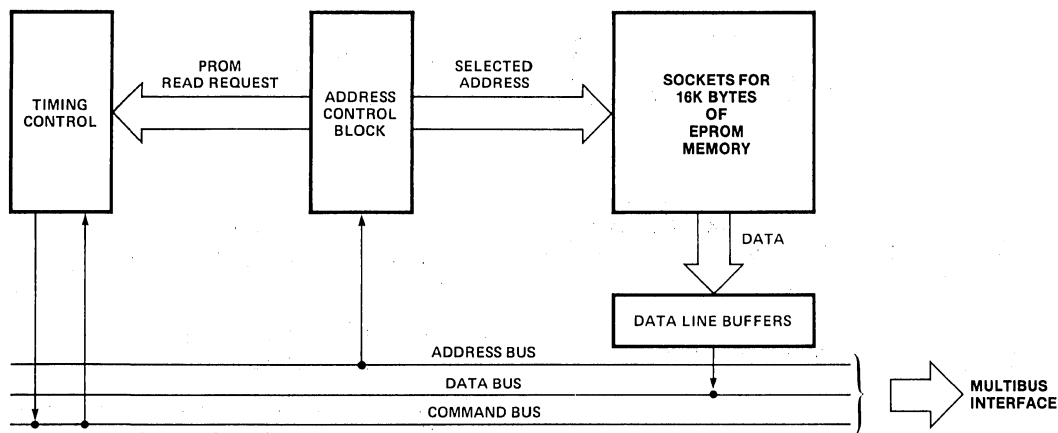 TIMING
CONTROL
PROM
READ REQUEST
ADDRESS
CONTROL
BLOCK
SELECTED
ADDRESS
SOCKETS FOR
16K BYTES
OF
EPROM
MEMORY
DATA
DATA LINE BUFFERS
ADDRESS BUS
DATA BUS
COMMAND BUS
MULTIBUS
INTERFACE